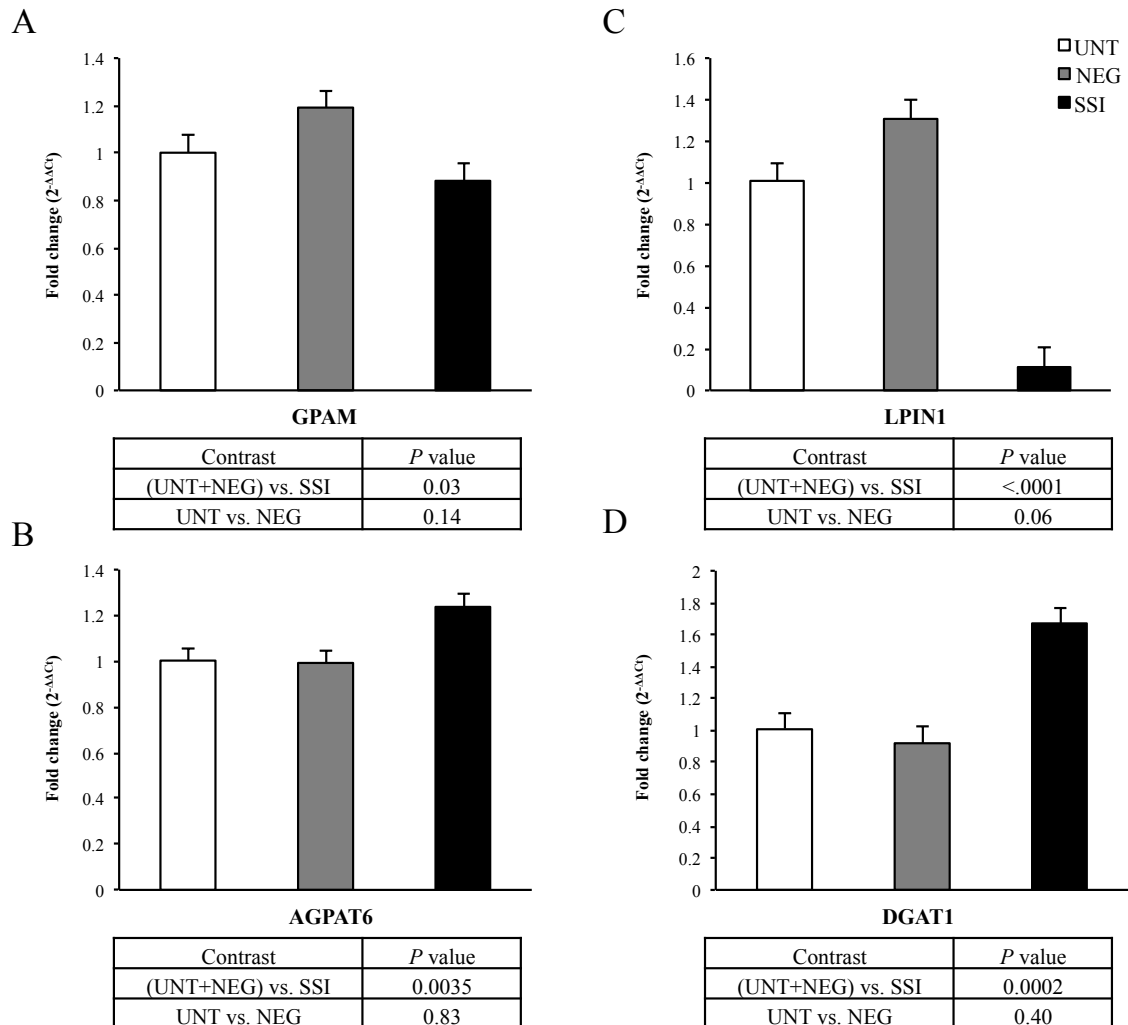 A
1.4
1.2
1
0.8
0.6
0.4
0.2
0
Fold change (2-ΔΔCt)
GPAM
Contrast P value
(UNT+NEG) vs. SSI 0.03
UNT vs. NEG 0.14
C
UNT
NEG
SSI
1.6
1.4
1.2
1
0.8
0.6
0.4
0.2
0
Fold change (2-ΔΔCt)
LPIN1
Contrast P value
(UNT+NEG) vs. SSI <.0001
UNT vs. NEG 0.06
B
1.4
1.2
1
0.8
0.6
0.4
0.2
0
Fold change (2-ΔΔCt)
AGPAT6
Contrast P value
(UNT+NEG) vs. SSI 0.0035
UNT vs. NEG 0.83
D
2
1.8
1.6
1.4
1.2
1
0.8
0.6
0.4
0.2
0
Fold change (2-ΔΔCt)
DGAT1
Contrast P value
(UNT+NEG) vs. SSI 0.0002
UNT vs. NEG 0.40